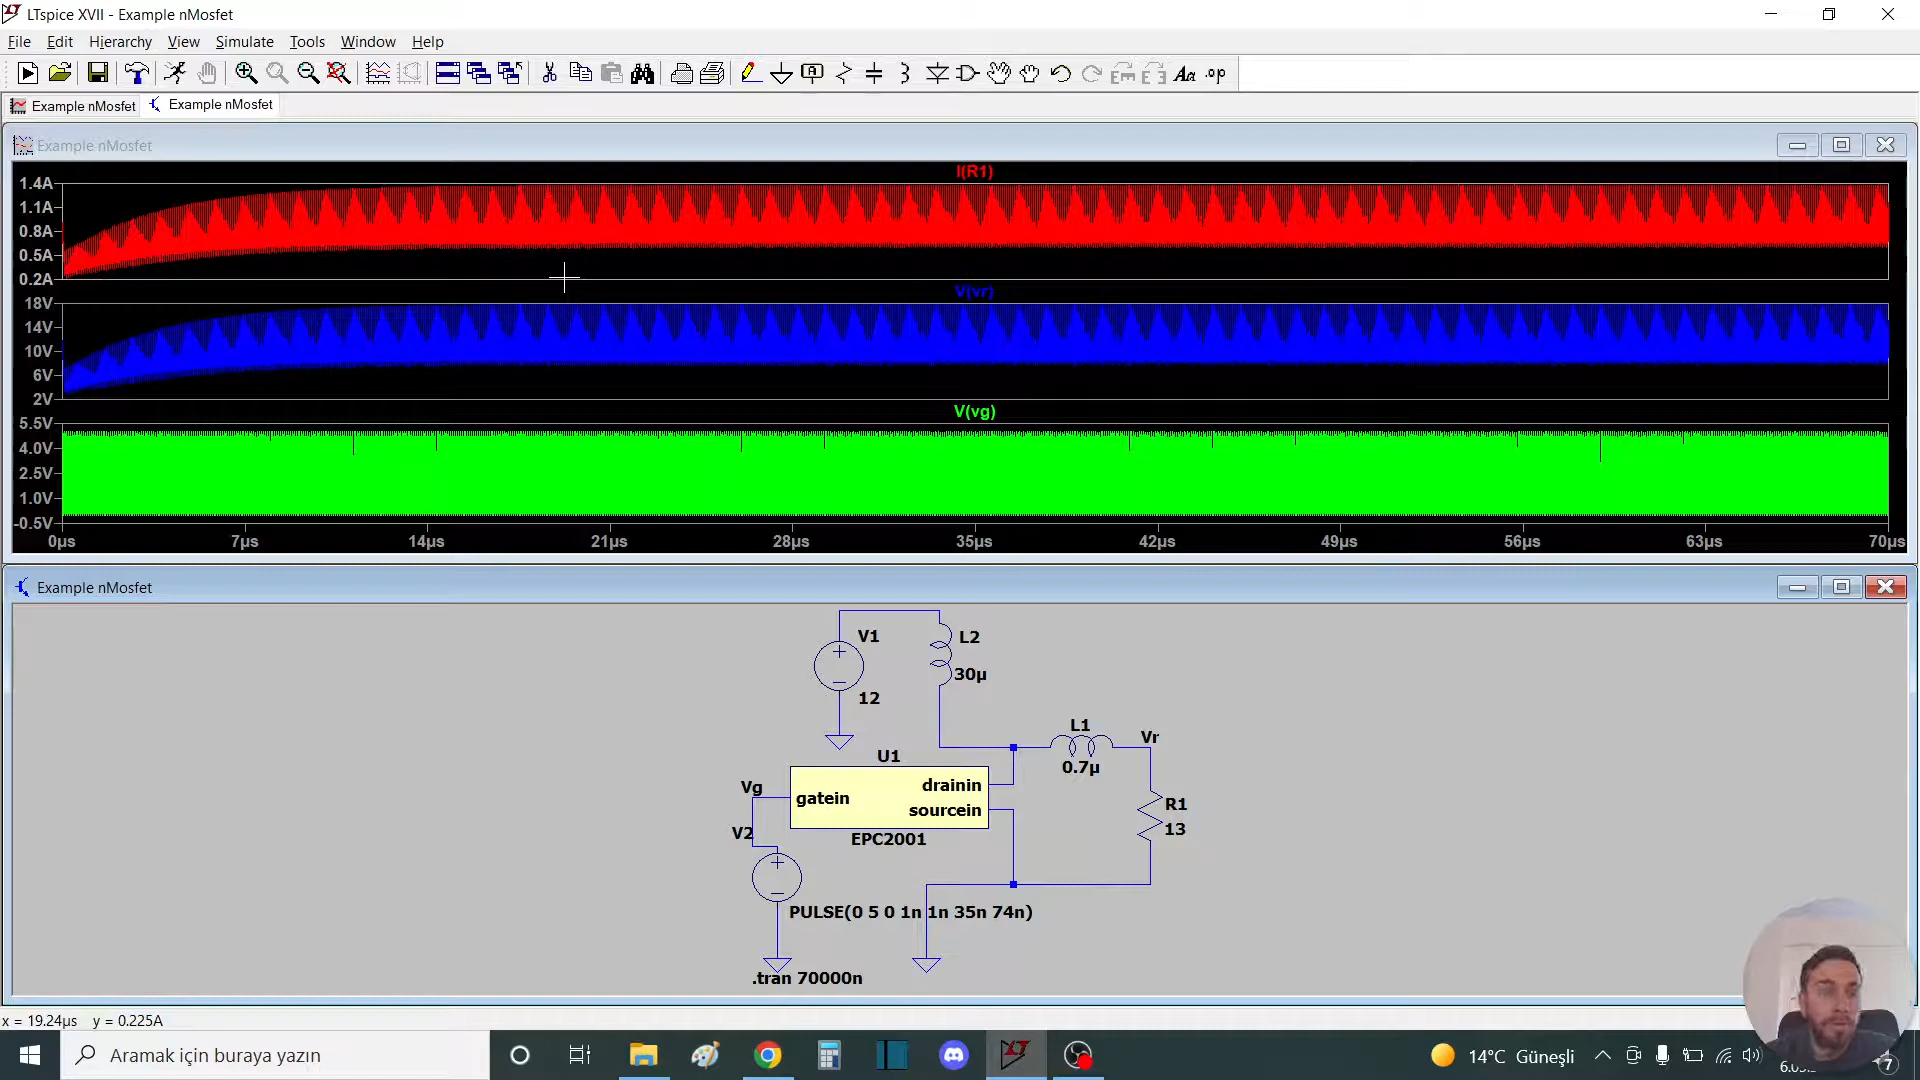 LTspice XVII - Example nMosfet
File Edit Hierarchy View Simulate Tools Window Help
Example nMosfet Example nMosfet
Example nMosfet
I(R1)
1.4A
1.1A
0.8A
0.5A
0.2A
V(vr)
18V
14V
10V
6V
2V
V(vg)
5.5V
4.0V
2.5V
1.0V
-0.5V
0µs 7µs 14µs 21µs 28µs 35µs 42µs 49µs 56µs 63µs 70µs
Example nMosfet
V1
12
L2
30µ
L1
0.7µ
Vr
U1
drainin
gatein
sourcein
EPC2001
Vg
V2
R1
13
PULSE(0 5 0 1n 1n 35n 74n)
.tran 70000n
x = 19.24µs y = 0.225A
Aramak için buraya yazın
14°C Güneşli
7